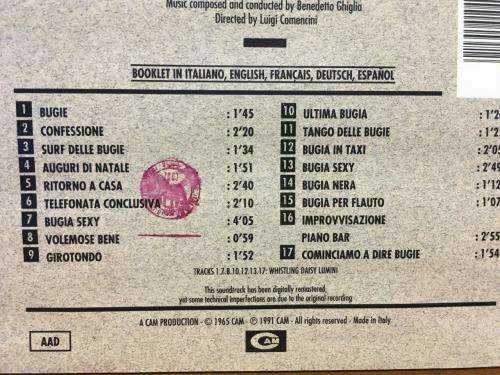 Music composed and conducted by Benedetto Ghiglia
Directed by Luigi Comencini
BOOKLET IN ITALIANO, ENGLISH, FRANÇAIS, DEUTSCH, ESPAÑOL
1 BUGIE : 1'45
2 CONFESSIONE : 2'20
3 SURF DELLE BUGIE : 1'34
4 AUGURI DI NATALE : 1'51
5 RITORNO A CASA : 2'40
6 TELEFONATA CONCLUSIVA : 2'10
7 BUGIA SEXY : 4'05
8 VOLEMOSE BENE : 0'59
9 GIROTONDO : 1'52
10 ULTIMA BUGIA : 1'2
11 TANGO DELLE BUGIE : 1'2
12 BUGIA IN TAXI : 2'05
13 BUGIA SEXY : 2'49
14 BUGIA NERA : 1'12
15 BUGIA PER FLAUTO : 1'07
16 IMPROVVISAZIONE
PIANO BAR : 2'55
17 COMINCIAMO A DIRE BUGIE : 1'54
TRACKS 1.7.8.10.12.13.17: WHISTLING DAISY LUMINI
This soundtrack has been digitally remastered,
yet some technical imperfections are due to the original recording
A CAM PRODUCTION - © 1965 CAM - ℗ 1991 CAM - All rights reserved - Made in Italy
AAD
CAM